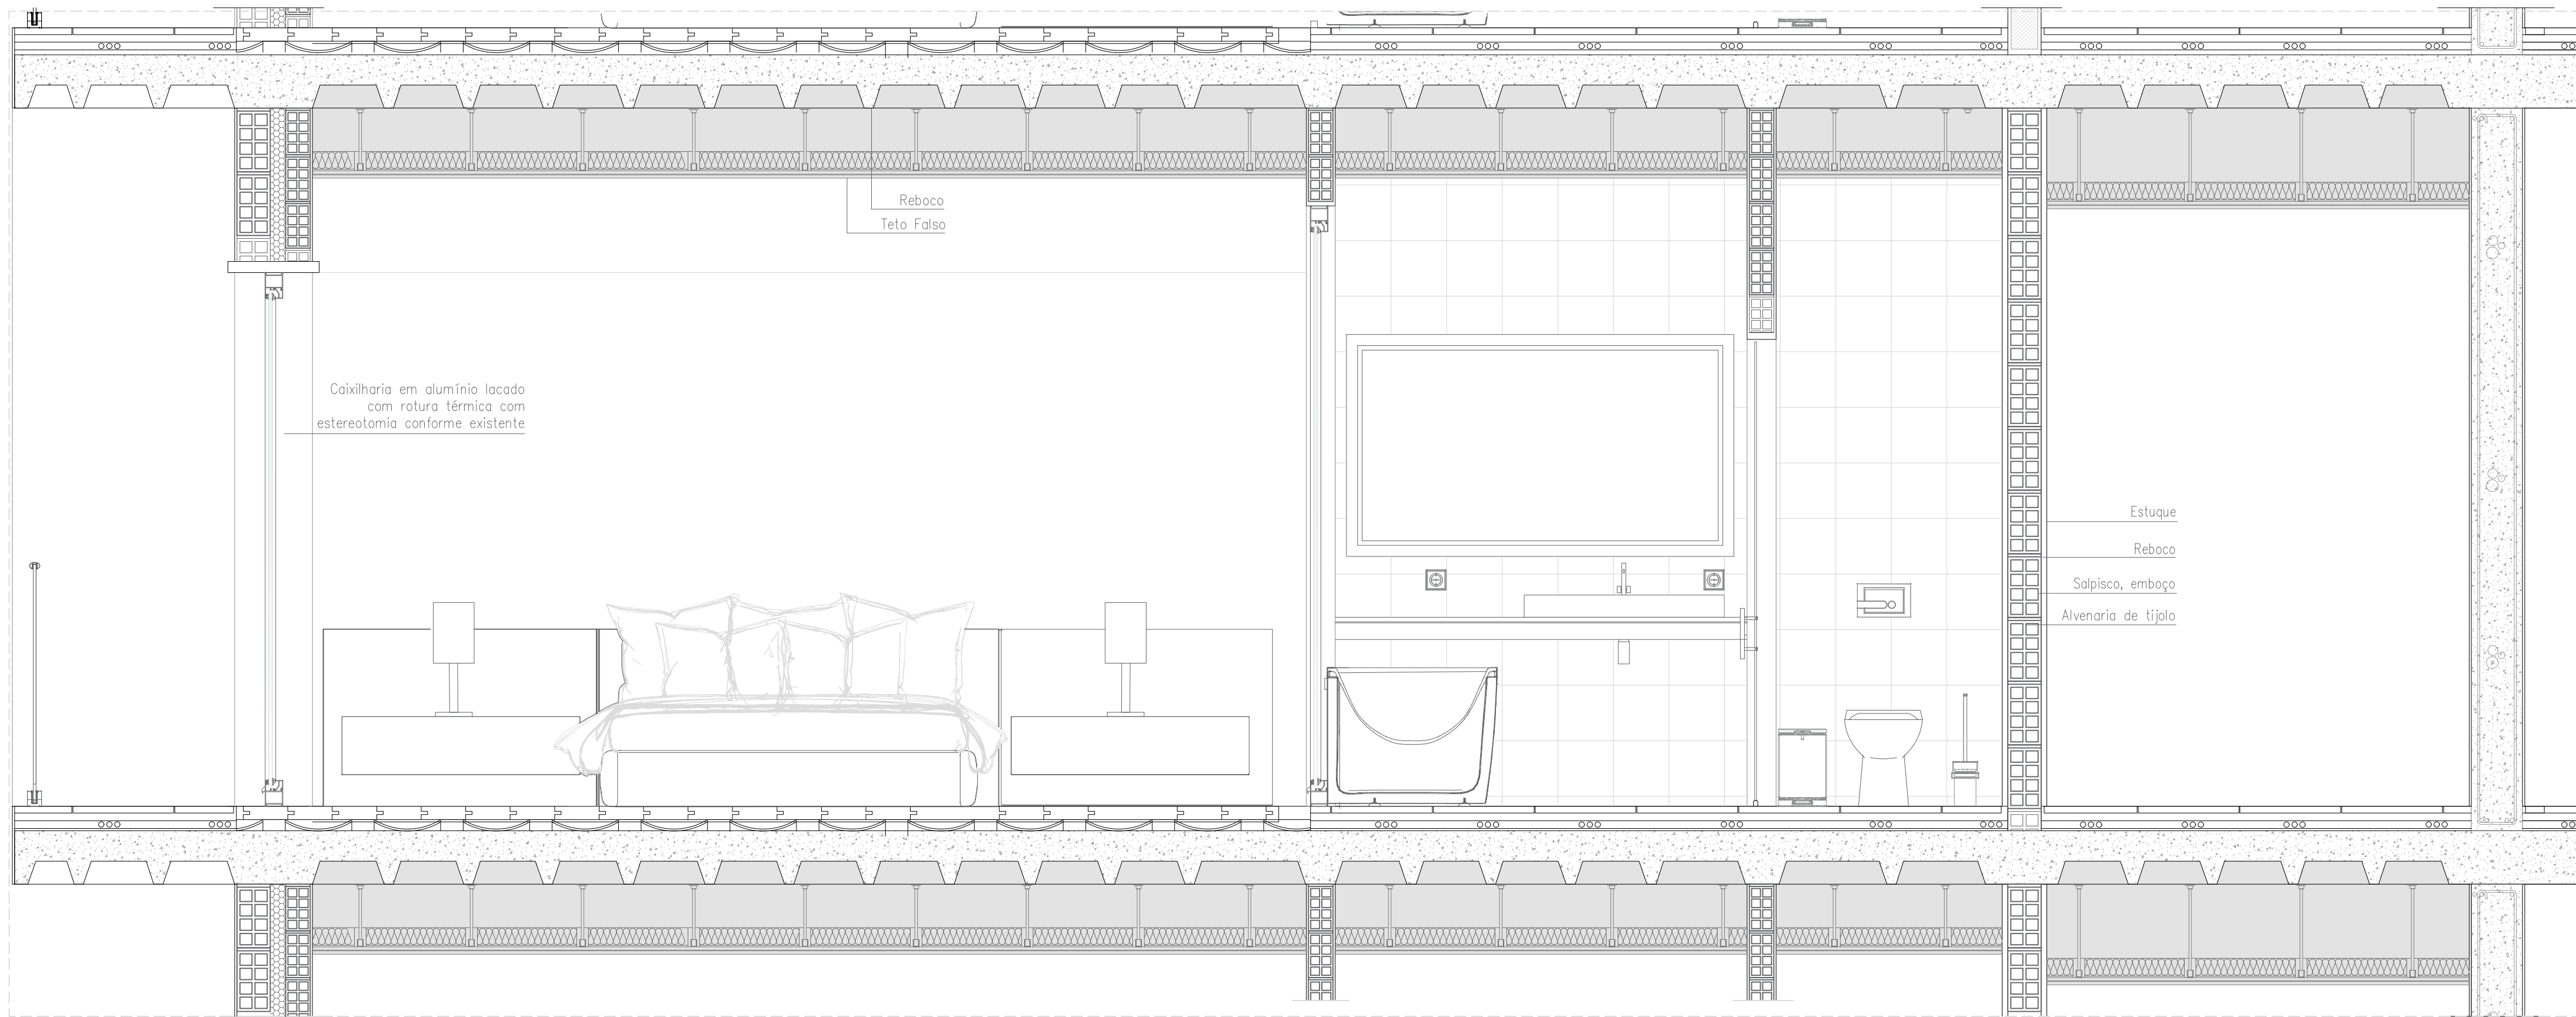 Reboco
Teto Falso
Caixilharia em alumínio lacado
com rotura térmica com
estereotomia conforme existente
Estuque
Reboco
Salpisco, emboço
Alvenaria de tijolo